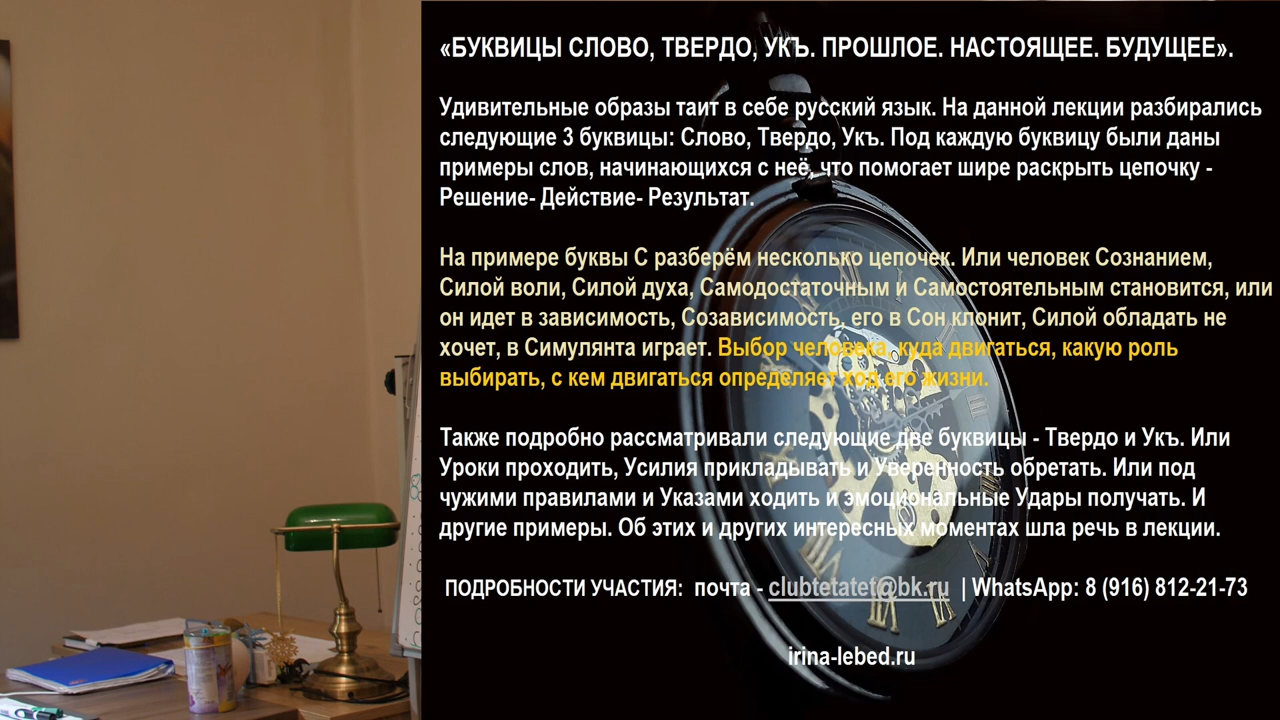 «БУКВИЦЫ СЛОВО, ТВЕРДО, УКЪ. ПРОШЛОЕ. НАСТОЯЩЕЕ. БУДУЩЕЕ».
Удивительные образы таит в себе русский язык. На данной лекции разбирались
следующие 3 буквицы: Слово, Твердо, Укъ. Под каждую буквицу были даны
примеры слов, начинающихся с неё, что помогает шире раскрыть цепочку -
Решение- Действие- Результат.
На примере буквы С разберём несколько цепочек. Или человек Сознанием,
Силой воли, Силой духа, Самодостаточным и Самостоятельным становится, или
он идет в зависимость, Созависимость, его в Сон клонит, Силой обладать не
хочет, в Симулянта играет. Выбор человека, куда двигаться, какую роль
выбирать, с кем двигаться определяет ход его жизни.
Также подробно рассматривали следующие две буквицы - Твердо и Укъ. Или
Уроки проходить, Усилия прикладывать и Уверенность обретать. Или под
чужими правилами и Указами ходить и эмоциональные Удары получать. И
другие примеры. Об этих и других интересных моментах шла речь в лекции.
ПОДРОБНОСТИ УЧАСТИЯ: почта - clubtetatet@bk.ru | WhatsApp: 8 (916) 812-21-73
irina-lebed.ru